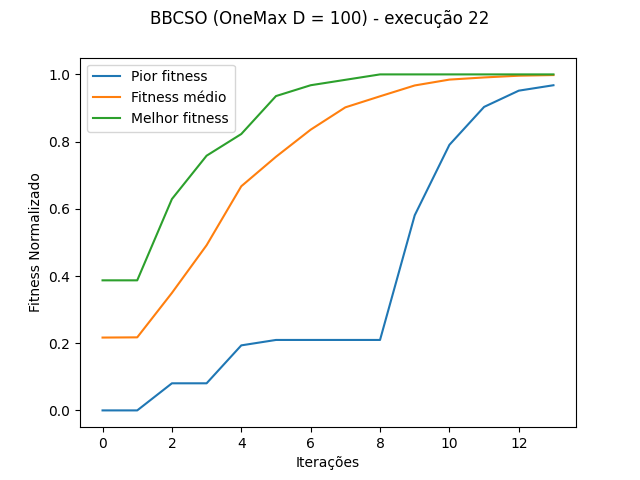 BBCSO (OneMax D = 100) - execução 22
Pior fitness
Fitness médio
Melhor fitness
Fitness Normalizado
1.0
0.8
0.6
0.4
0.2
0.0
0 2 4 6 8 10 12
Iterações